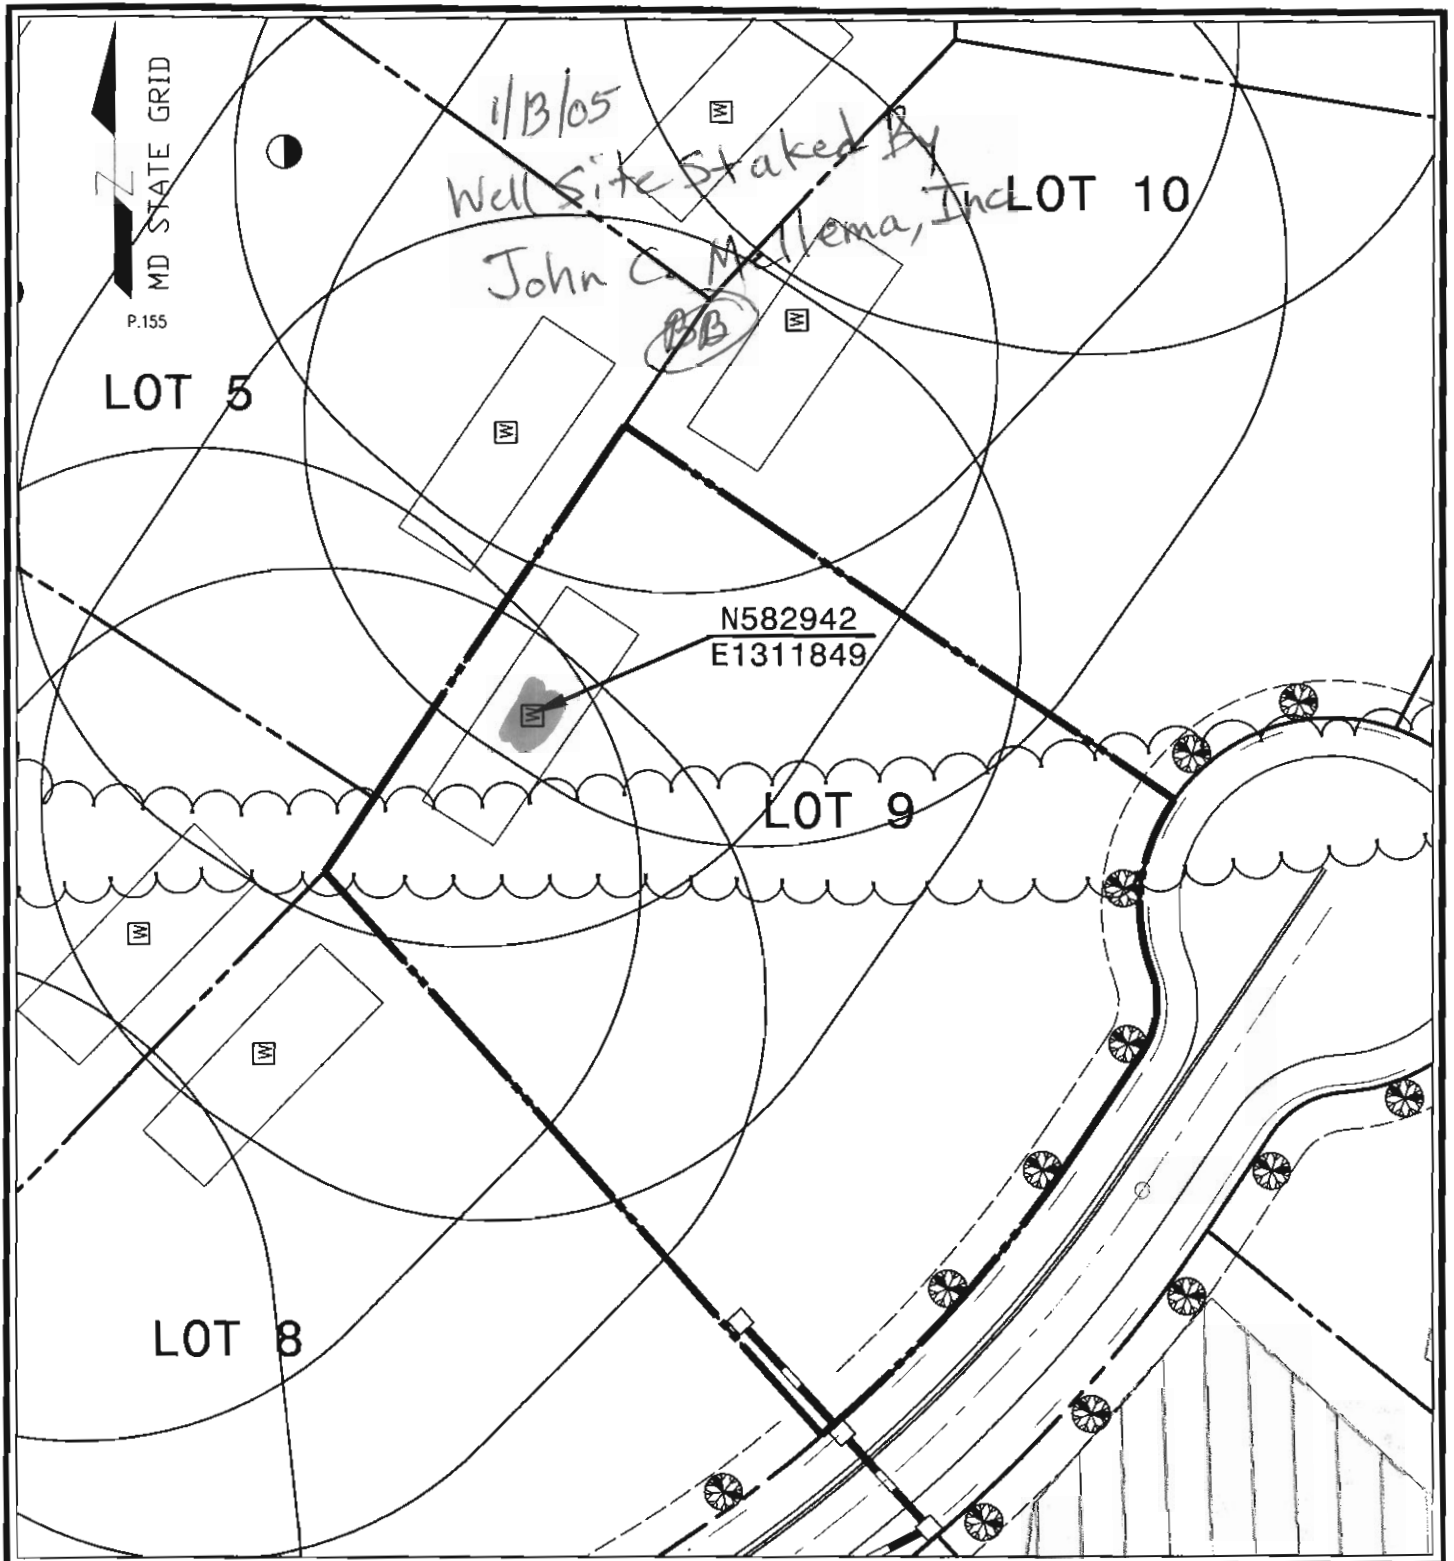 MD STATE GRID
N
P.155
1/13/05
Well Site Staked By
John C. Mellema, Inc
BB
LOT 10
LOT 5
W
W
W
W
N582942
E1311849
W
LOT 9
W
W
LOT 8